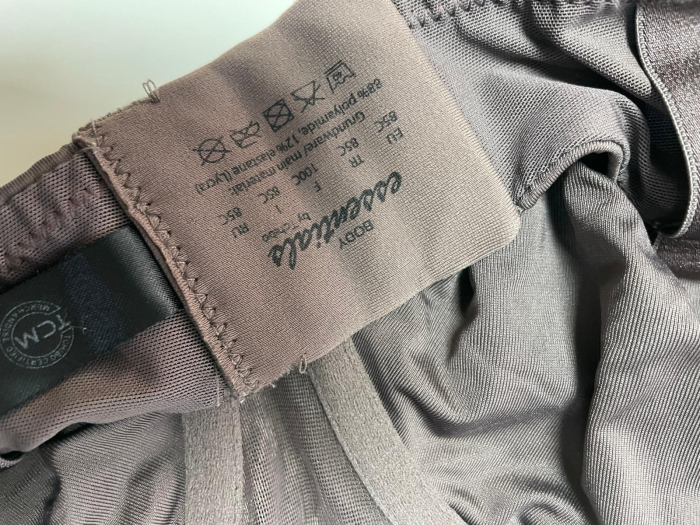 BODY
essentials
by Tchibo
EU TR F I RU
85C 85C 100C 85C 85C
Grundware/ main material:
88% polyamide, 12% elastane (Lycra)
TCM